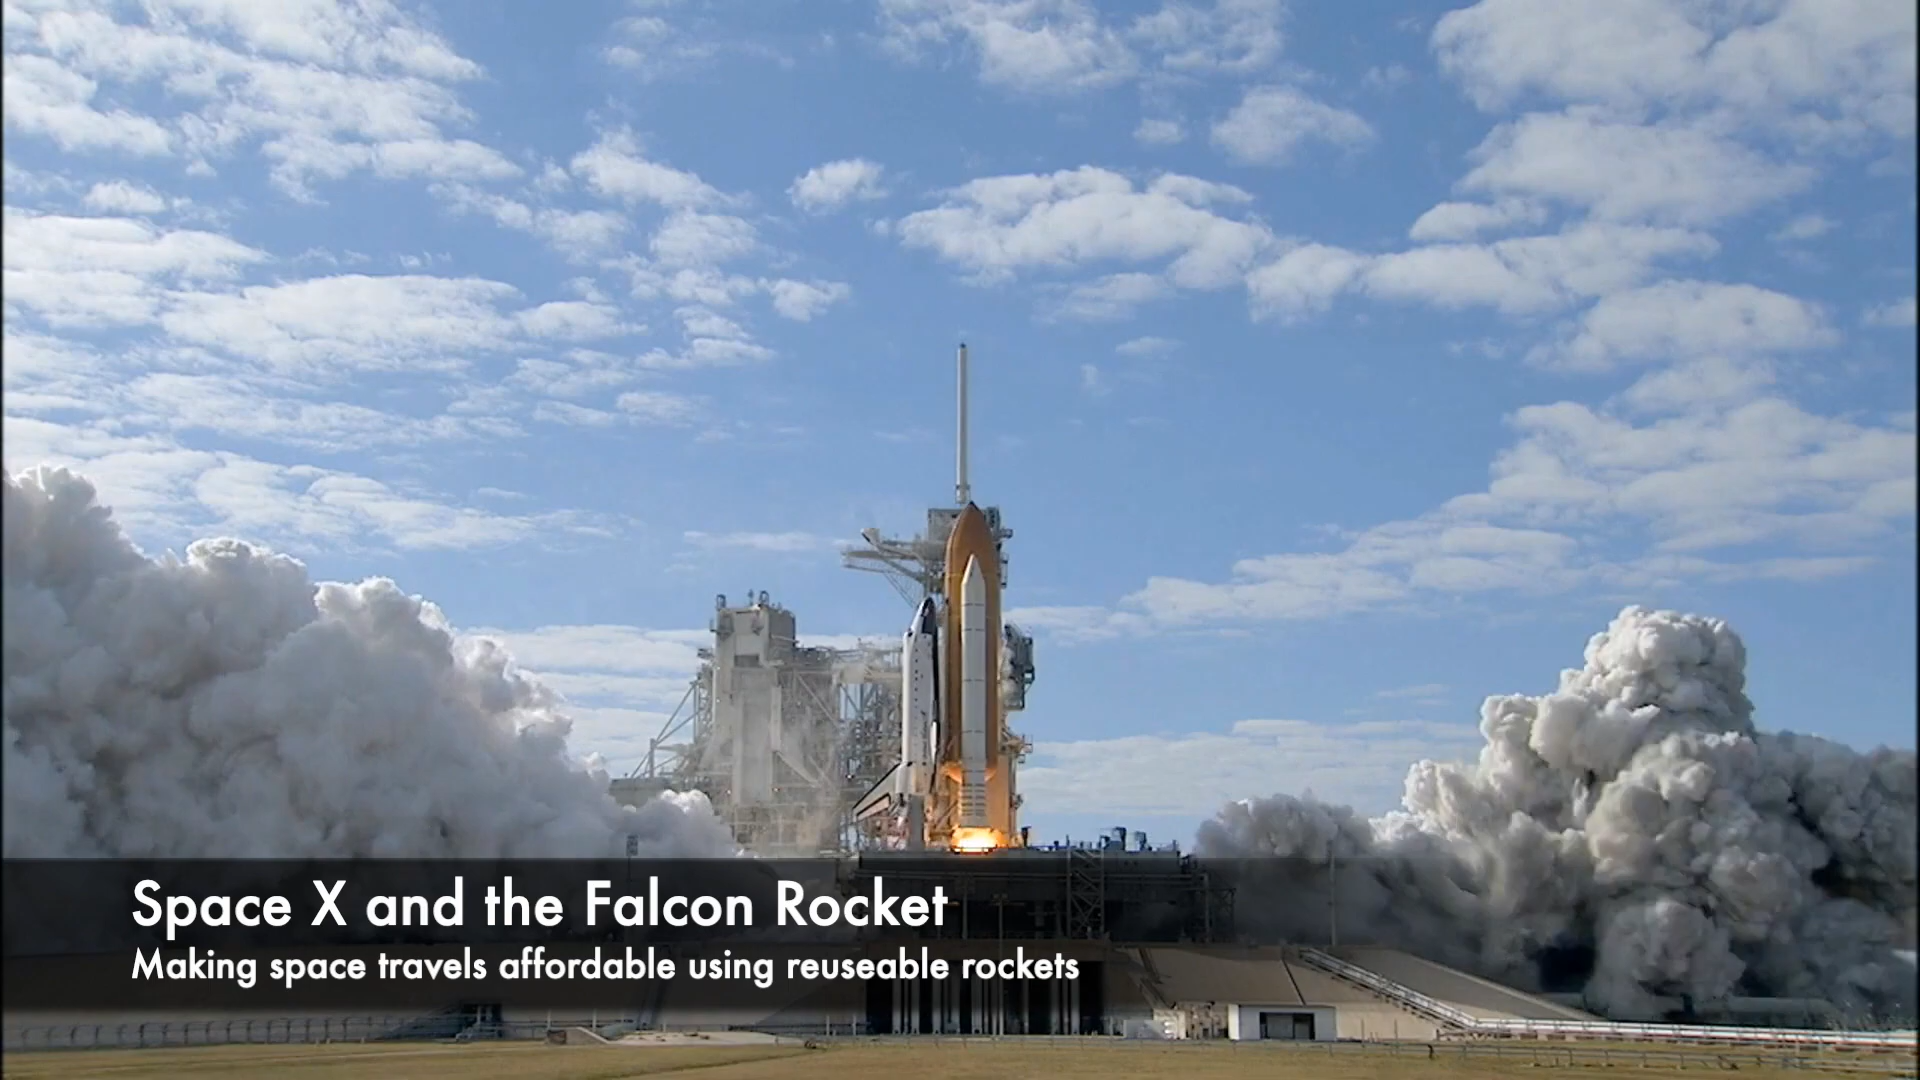 Space X and the Falcon Rocket
Making space travels affordable using reuseable rockets